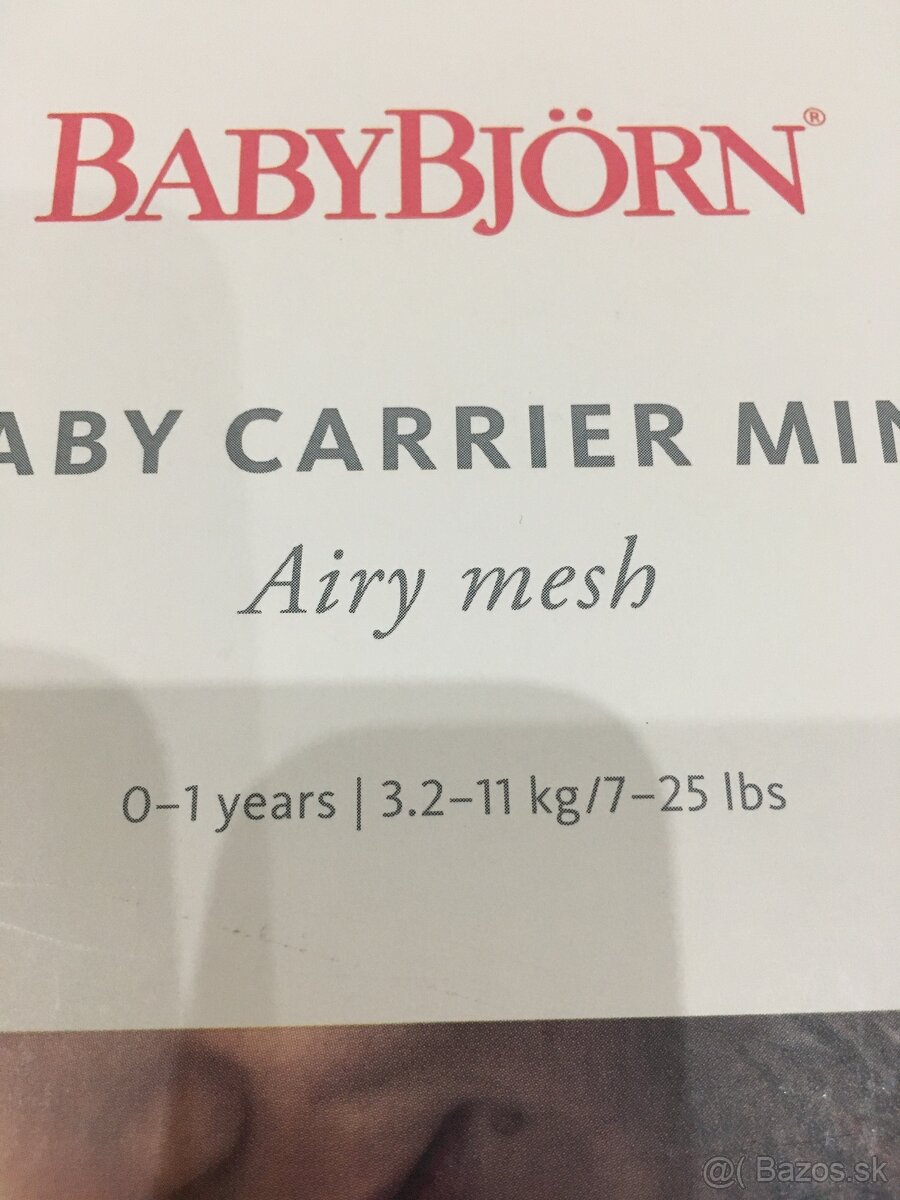 BABYBJÖRN®
ABY CARRIER MIN
Airy mesh
0–1 years | 3.2–11 kg/7–25 lbs
@( Bazos.sk